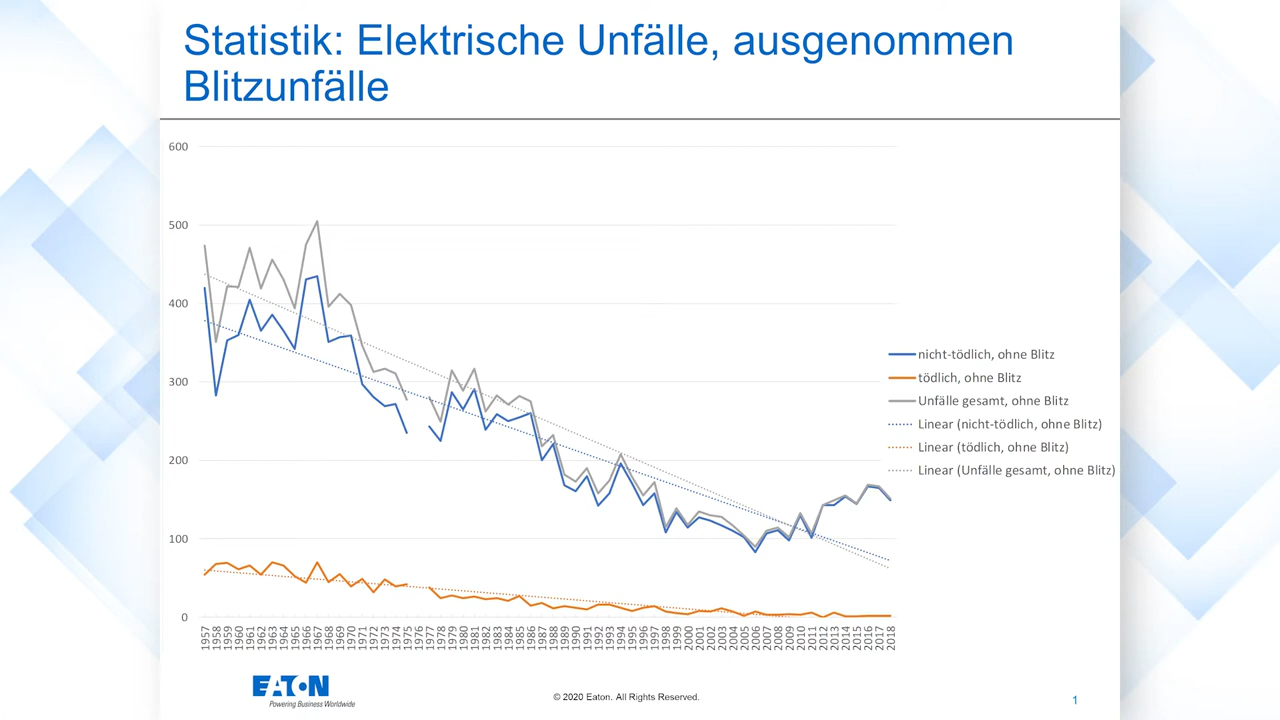 Statistik: Elektrische Unfälle, ausgenommen
Blitzunfälle
600
500
400
300
200
100
0
1957 1958 1959 1960 1961 1962 1963 1964 1965 1966 1967 1968 1969 1970 1971 1972 1973 1974 1975 1976 1977 1978 1979 1980 1981 1982 1983 1984 1985 1986 1987 1988 1989 1990 1991 1992 1993 1994 1995 1996 1997 1998 1999 2000 2001 2002 2003 2004 2005 2006 2007 2008 2009 2010 2011 2012 2013 2014 2015 2016 2017 2018
nicht-tödlich, ohne Blitz
tödlich, ohne Blitz
Unfälle gesamt, ohne Blitz
Linear (nicht-tödlich, ohne Blitz)
Linear (tödlich, ohne Blitz)
Linear (Unfälle gesamt, ohne Blitz)
EATON
Powering Business Worldwide
© 2020 Eaton. All Rights Reserved.
1